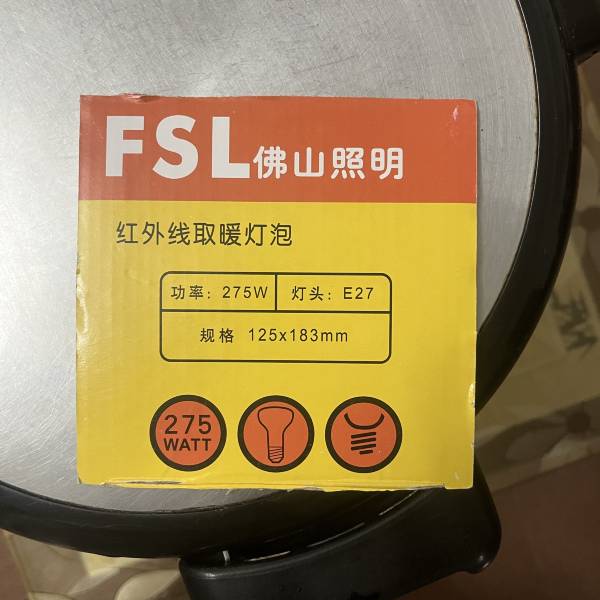 FSL佛山照明
红外线取暖灯泡
功率：275W 灯头：E27
规格 125x183mm
275
WATT